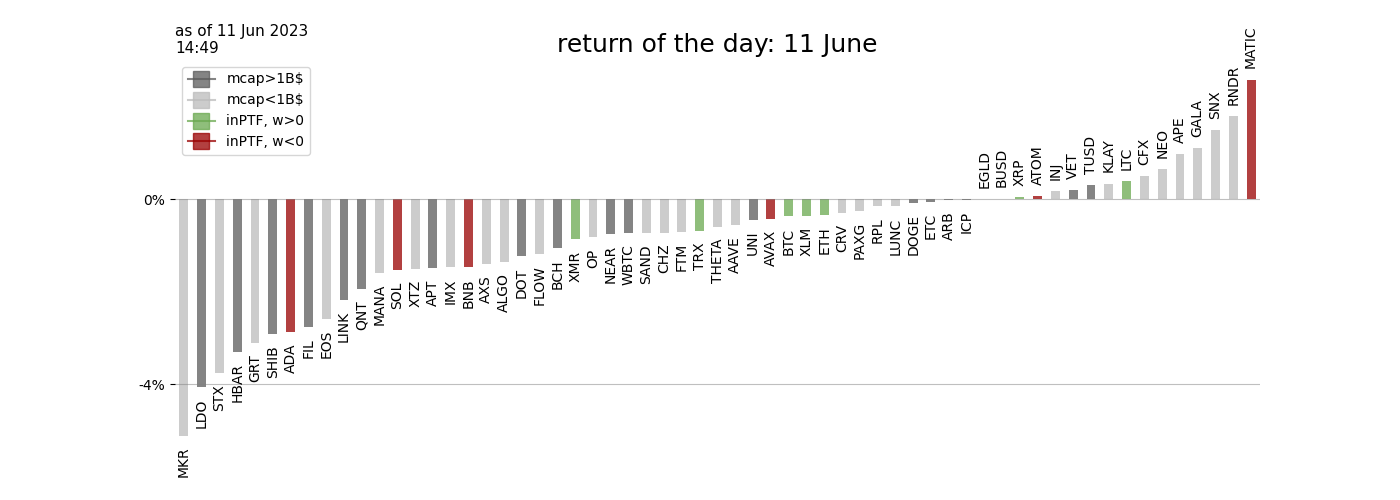 as of 11 Jun 2023
14:49
return of the day: 11 June
mcap>1B$
mcap<1B$
inPTF, w>0
inPTF, w<0
0%
-4%
MKR
LDO
STX
HBAR
GRT
SHIB
ADA
FIL
EOS
LINK
QNT
MANA
SOL
XTZ
APT
IMX
BNB
AXS
ALGO
DOT
FLOW
BCH
XMR
OP
NEAR
WBTC
SAND
CHZ
FTM
TRX
THETA
AAVE
UNI
AVAX
BTC
XLM
ETH
CRV
PAXG
RPL
LUNC
DOGE
ETC
ARB
ICP
EGLD
BUSD
XRP
ATOM
INJ
VET
TUSD
KLAY
LTC
CFX
NEO
APE
GALA
SNX
RNDR
MATIC